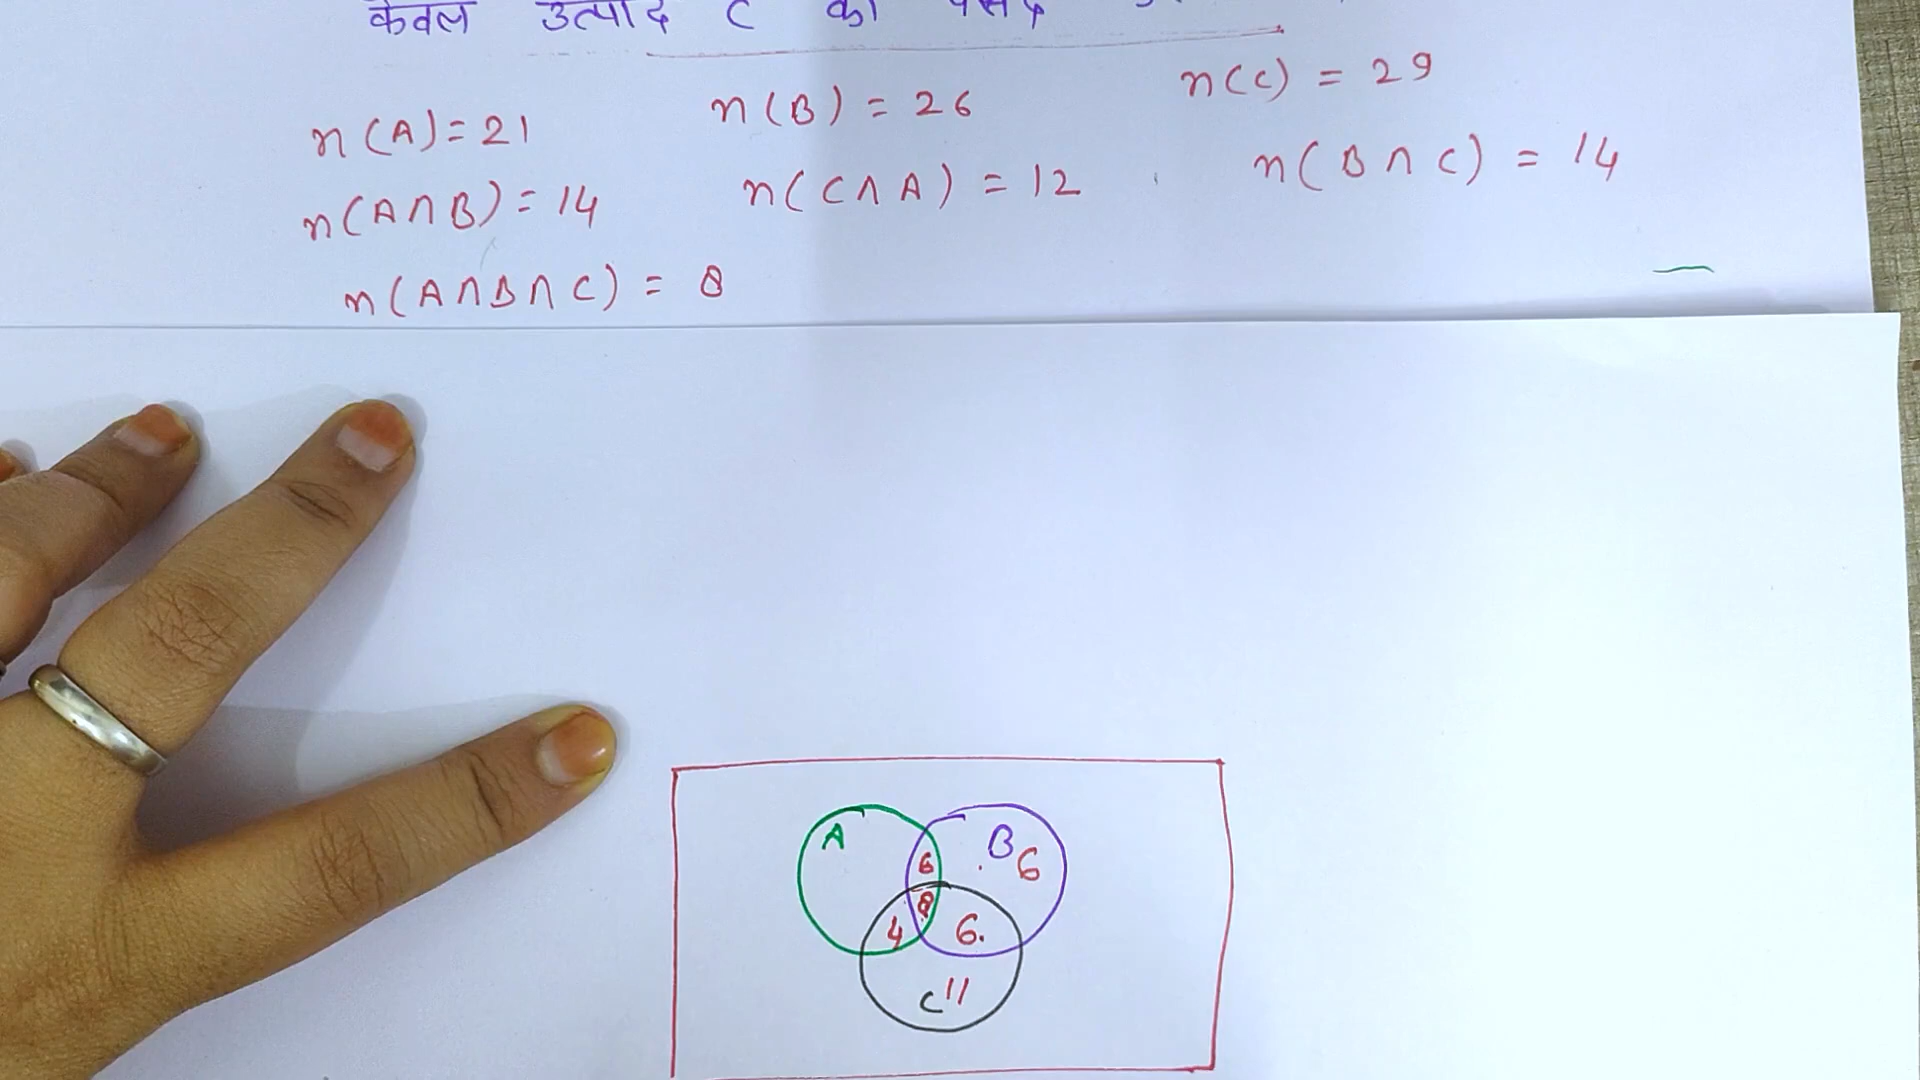 केवल उत्पाद C को पसंद
n(A)=21 n(B)=26 n(C)=29
n(A∩B)=14 n(C∩A)=12 n(B∩C)=14
n(A∩B∩C)=8
A B
6 6
8
4 6.
C 11